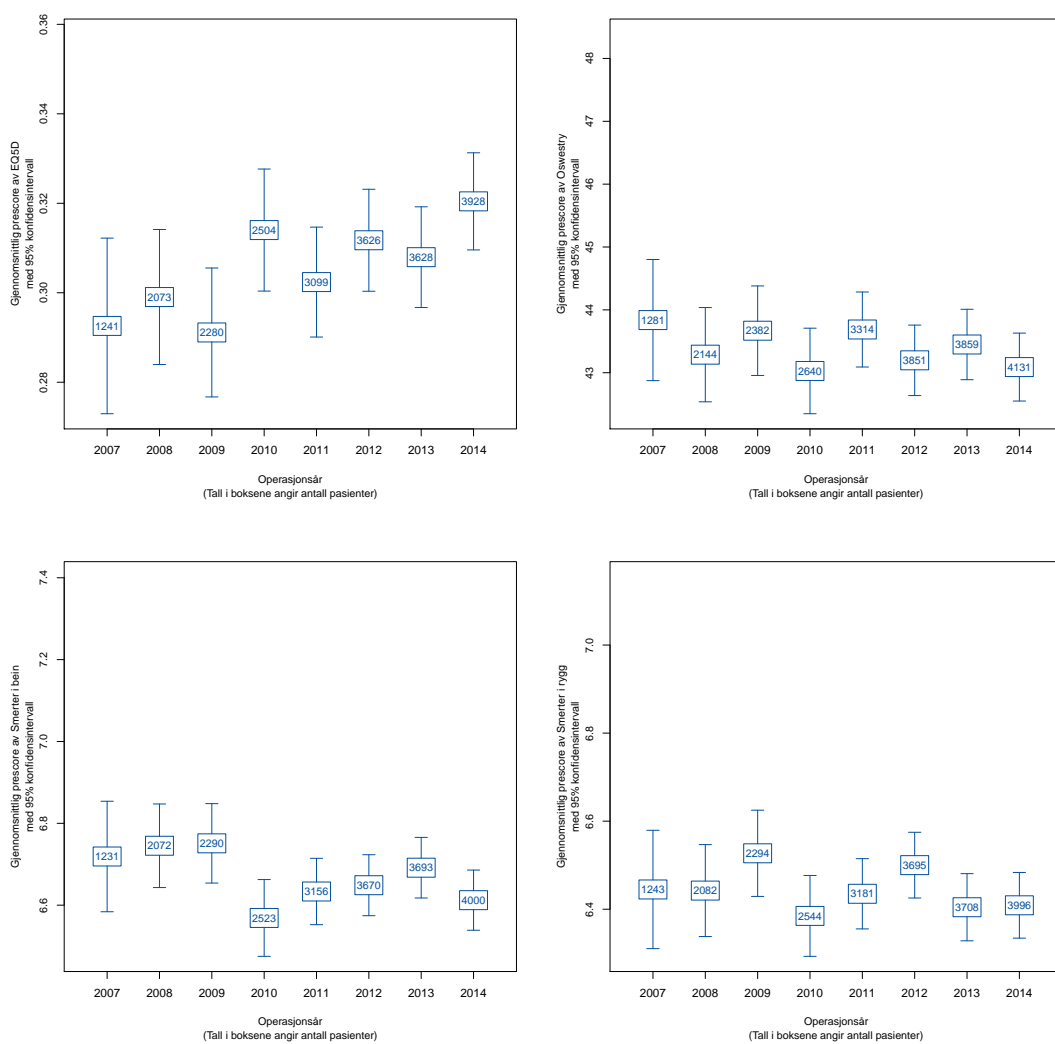 Gjennomsnittlig prescore av EQ5D
med 95% konfidensintervall
0.36
0.34
0.32
0.30
0.28
1241
2073
2280
2504
3099
3626
3628
3928
2007 2008 2009 2010 2011 2012 2013 2014
Operasjonsår
(Tall i boksene angir antall pasienter)
Gjennomsnittlig prescore av Oswestry
med 95% konfidensintervall
48
47
46
45
44
43
1281
2144
2382
2640
3314
3851
3859
4131
2007 2008 2009 2010 2011 2012 2013 2014
Operasjonsår
(Tall i boksene angir antall pasienter)
Gjennomsnittlig prescore av Smerter i bein
med 95% konfidensintervall
7.4
7.2
7.0
6.8
6.6
1231
2072
2290
2523
3156
3670
3693
4000
2007 2008 2009 2010 2011 2012 2013 2014
Operasjonsår
(Tall i boksene angir antall pasienter)
Gjennomsnittlig prescore av Smerter i rygg
med 95% konfidensintervall
7.0
6.8
6.6
6.4
1243
2082
2294
2544
3181
3695
3708
3996
2007 2008 2009 2010 2011 2012 2013 2014
Operasjonsår
(Tall i boksene angir antall pasienter)